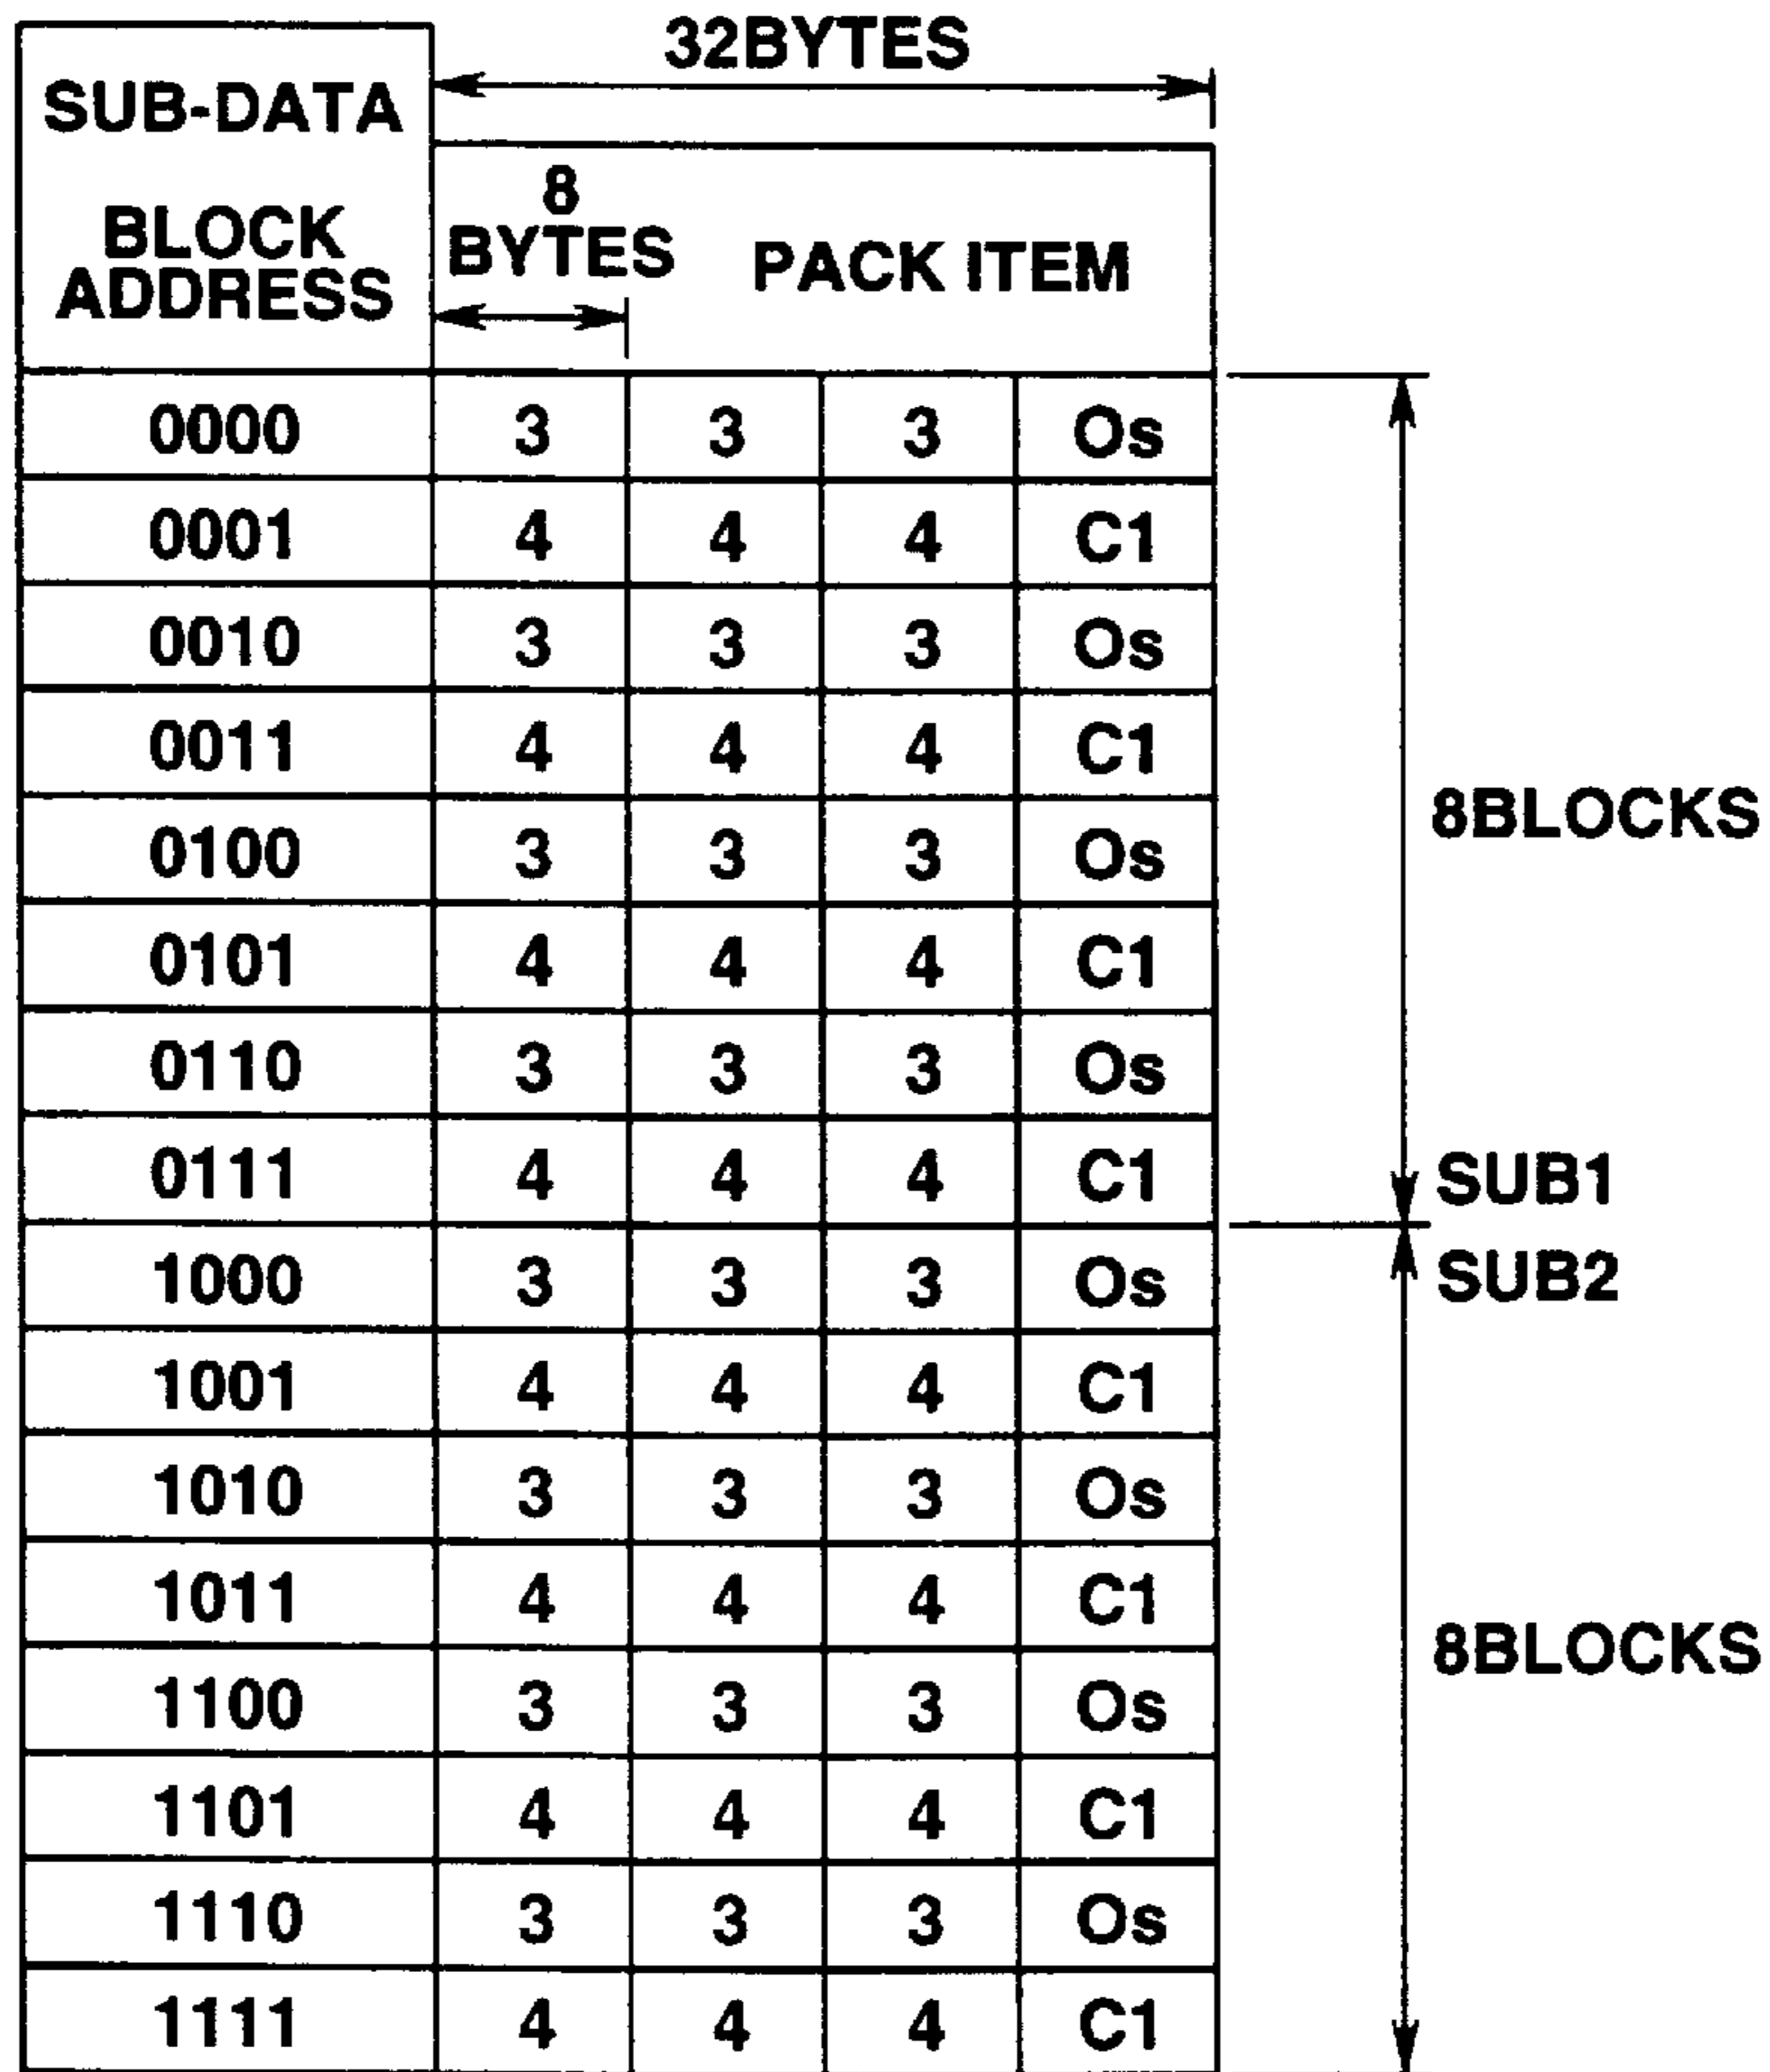 32BYTES
SUB-DATA
BLOCK
ADDRESS
8
BYTES
PACK ITEM
0000 3 3 3 Os
0001 4 4 4 C1
0010 3 3 3 Os
0011 4 4 4 C1
0100 3 3 3 Os
0101 4 4 4 C1
0110 3 3 3 Os
0111 4 4 4 C1
1000 3 3 3 Os
1001 4 4 4 C1
1010 3 3 3 Os
1011 4 4 4 C1
1100 3 3 3 Os
1101 4 4 4 C1
1110 3 3 3 Os
1111 4 4 4 C1
8BLOCKS
SUB1
SUB2
8BLOCKS